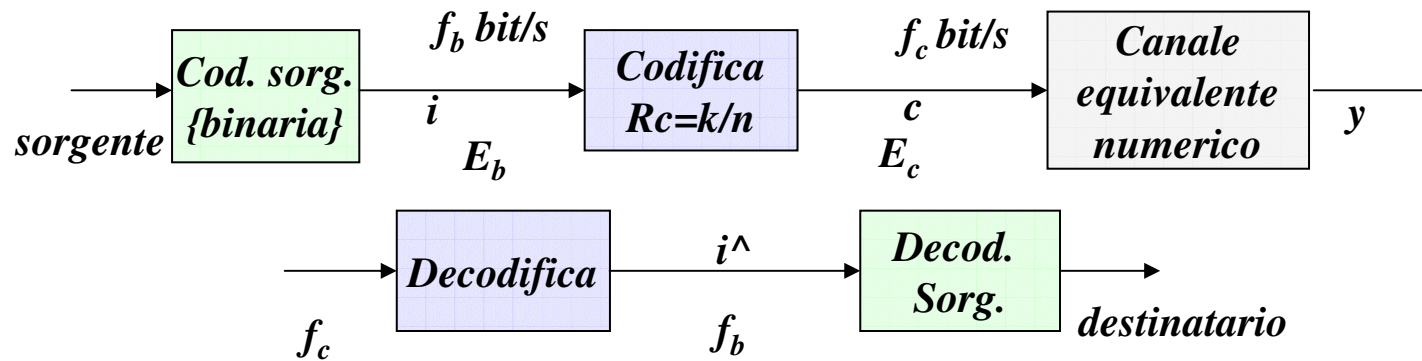 sorgente
Cod. sorg.
{binaria}
f_b bit/s
i
E_b
Codifica
Rc=k/n
f_c bit/s
c
E_c
Canale
equivalente
numerico
y
f_c
Decodifica
i^
f_b
Decod.
Sorg.
destinatario